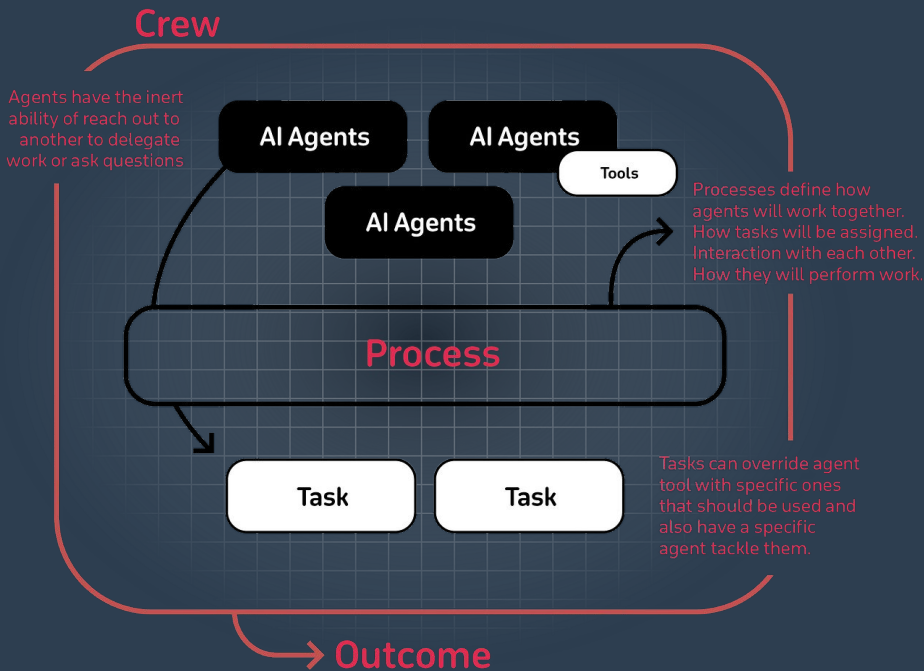 Crew
Agents have the inert
ability of reach out to
another to delegate
work or ask questions
AI Agents
AI Agents
Tools
AI Agents
Processes define how
agents will work together.
How tasks will be assigned.
Interaction with each other.
How they will perform work.
Process
Task
Task
Tasks can override agent
tool with specific ones
that should be used and
also have a specific
agent tackle them.
Outcome